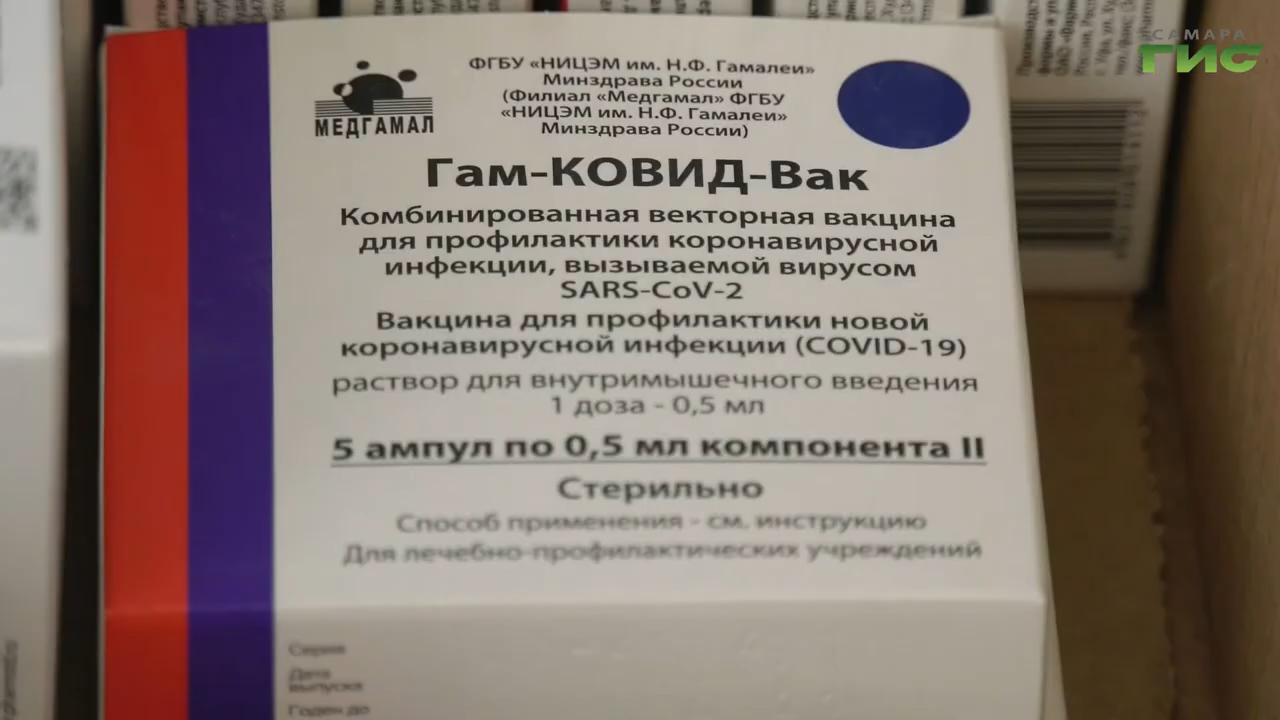 САМАРА
ГИС
МЕДГАМАЛ
ФГБУ «НИЦЭМ им. Н.Ф. Гамалеи»
Минздрава России
(Филиал «Медгамал» ФГБУ
«НИЦЭМ им. Н.Ф. Гамалеи»
Минздрава России)
Гам-КОВИД-Вак
Комбинированная векторная вакцина
для профилактики коронавирусной
инфекции, вызываемой вирусом
SARS-CoV-2
Вакцина для профилактики новой
коронавирусной инфекции (COVID-19)
раствор для внутримышечного введения
1 доза - 0,5 мл
5 ампул по 0,5 мл компонента II
Стерильно
Способ применения - см. инструкцию
Для лечебно-профилактических учреждений
Серия
Дата
выпуска
Годен до